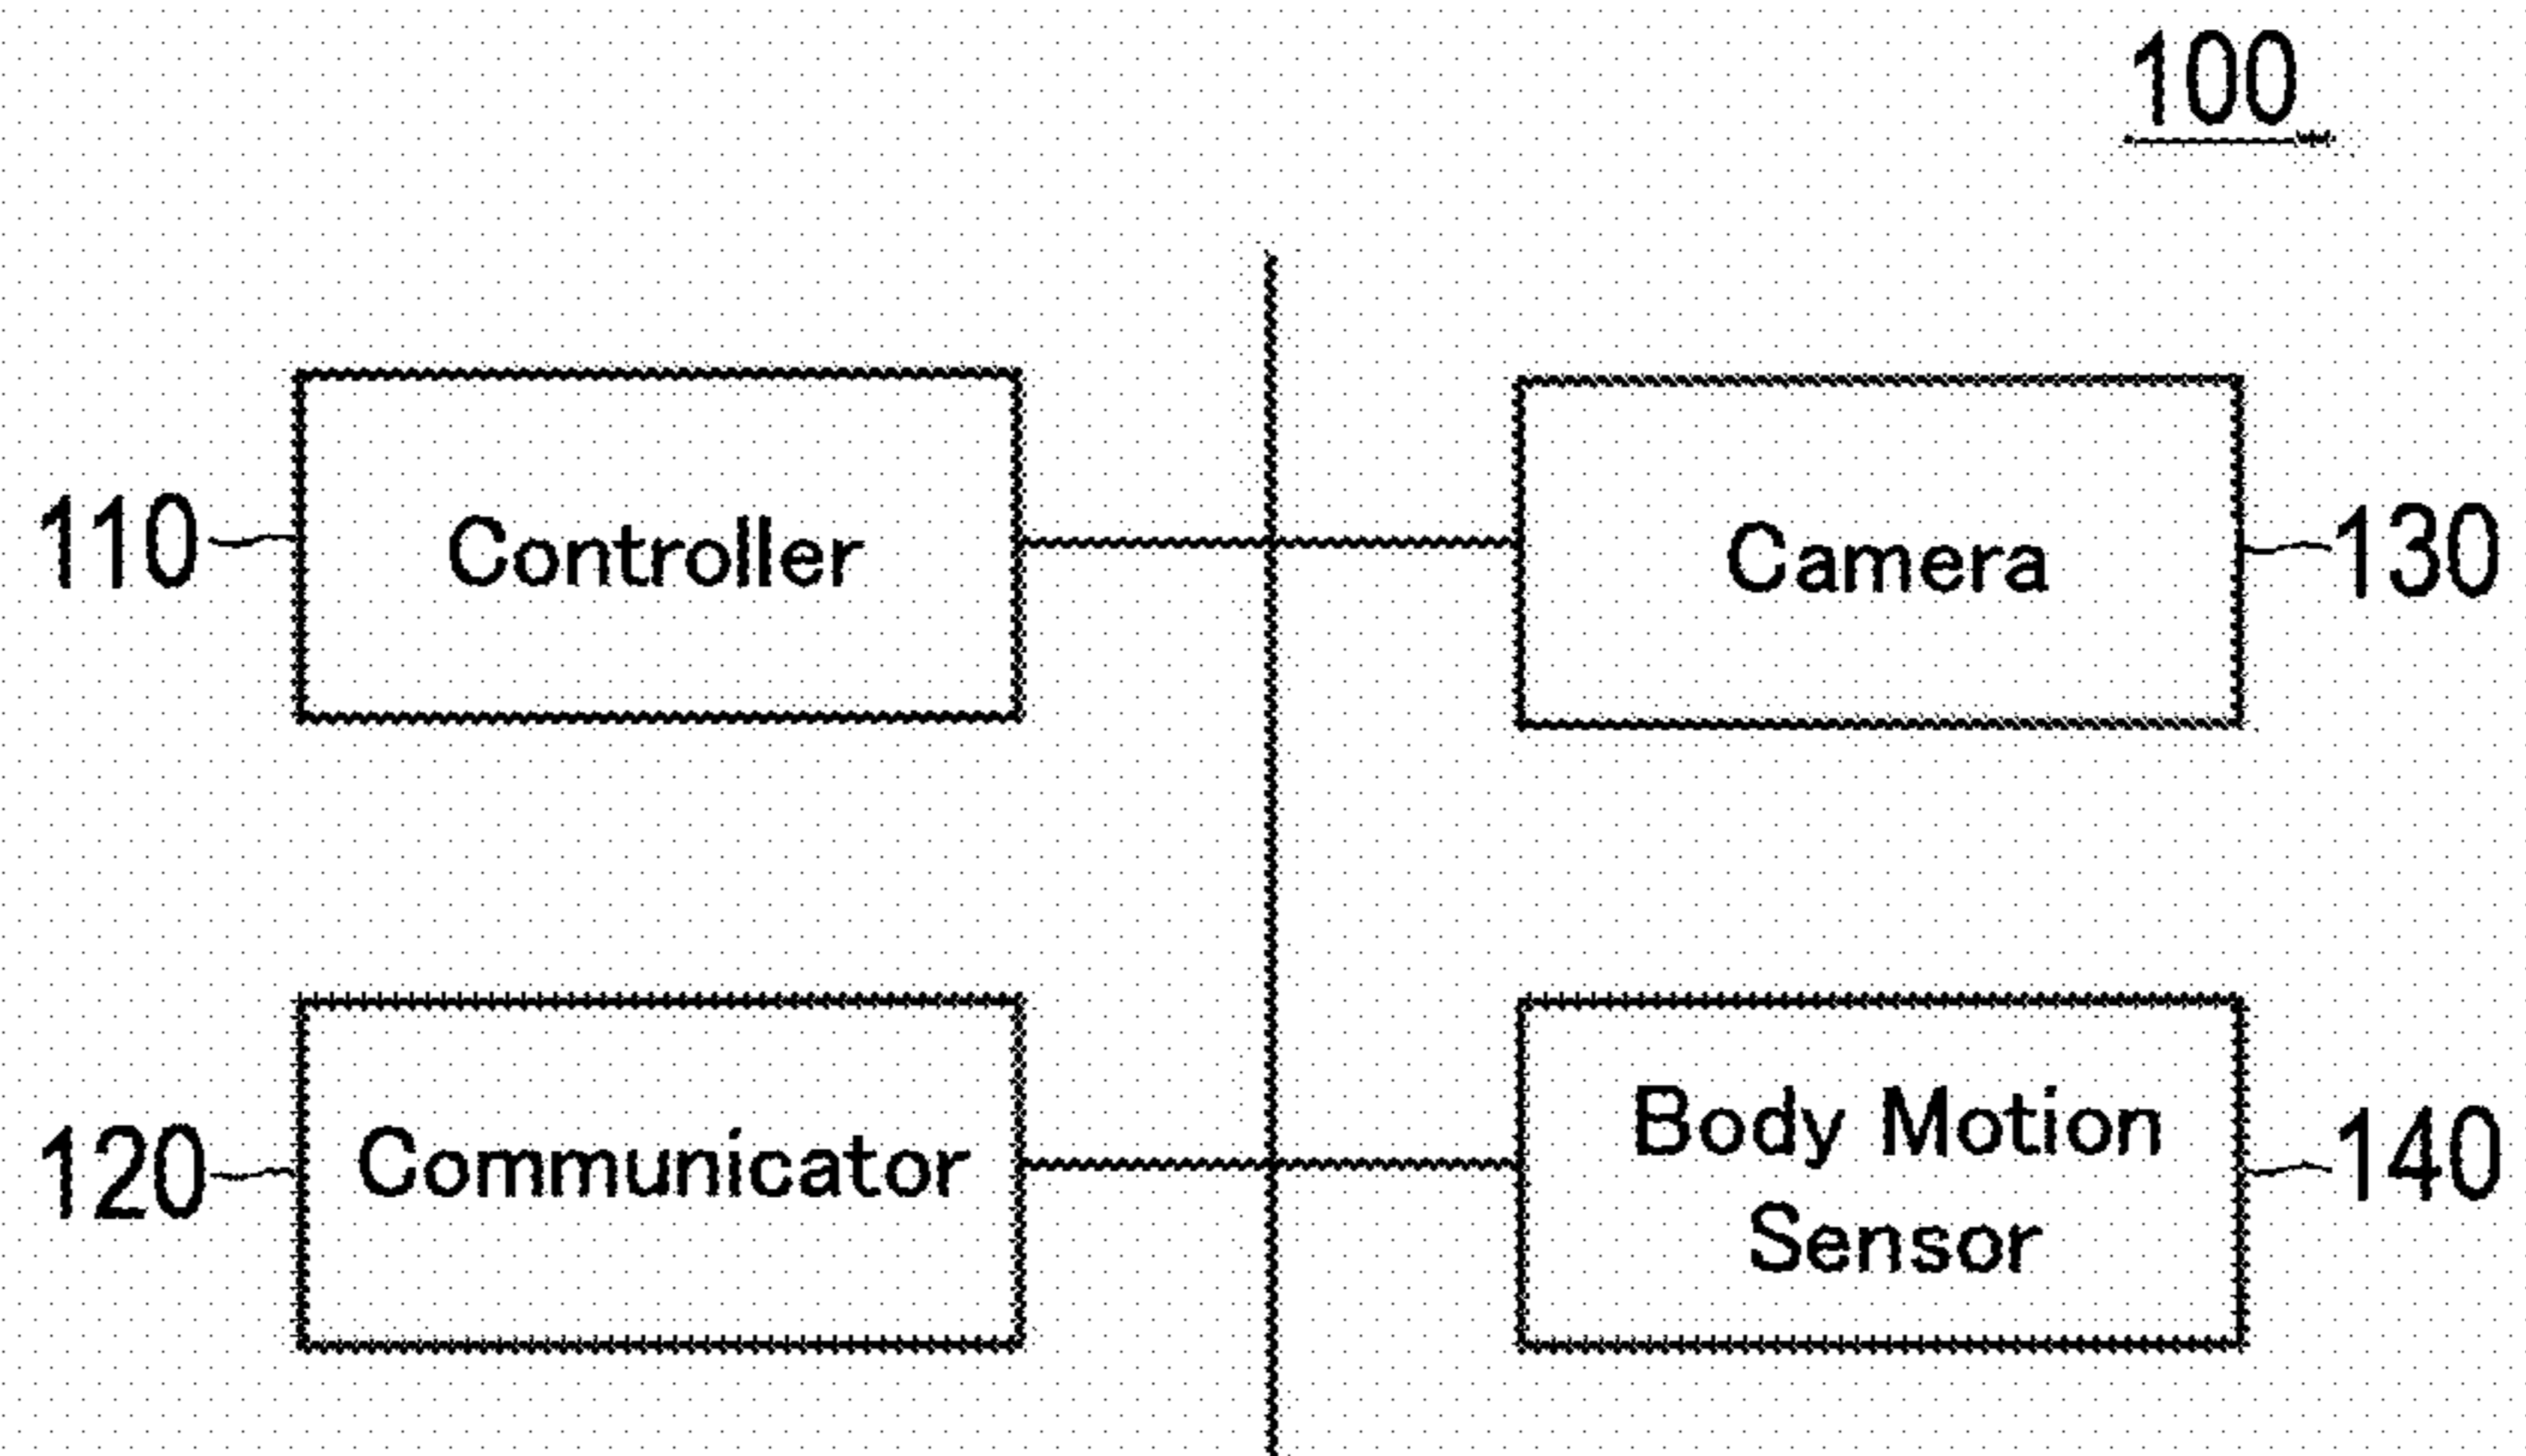 100
110
Controller
Camera
130
120
Communicator
Body Motion
Sensor
140